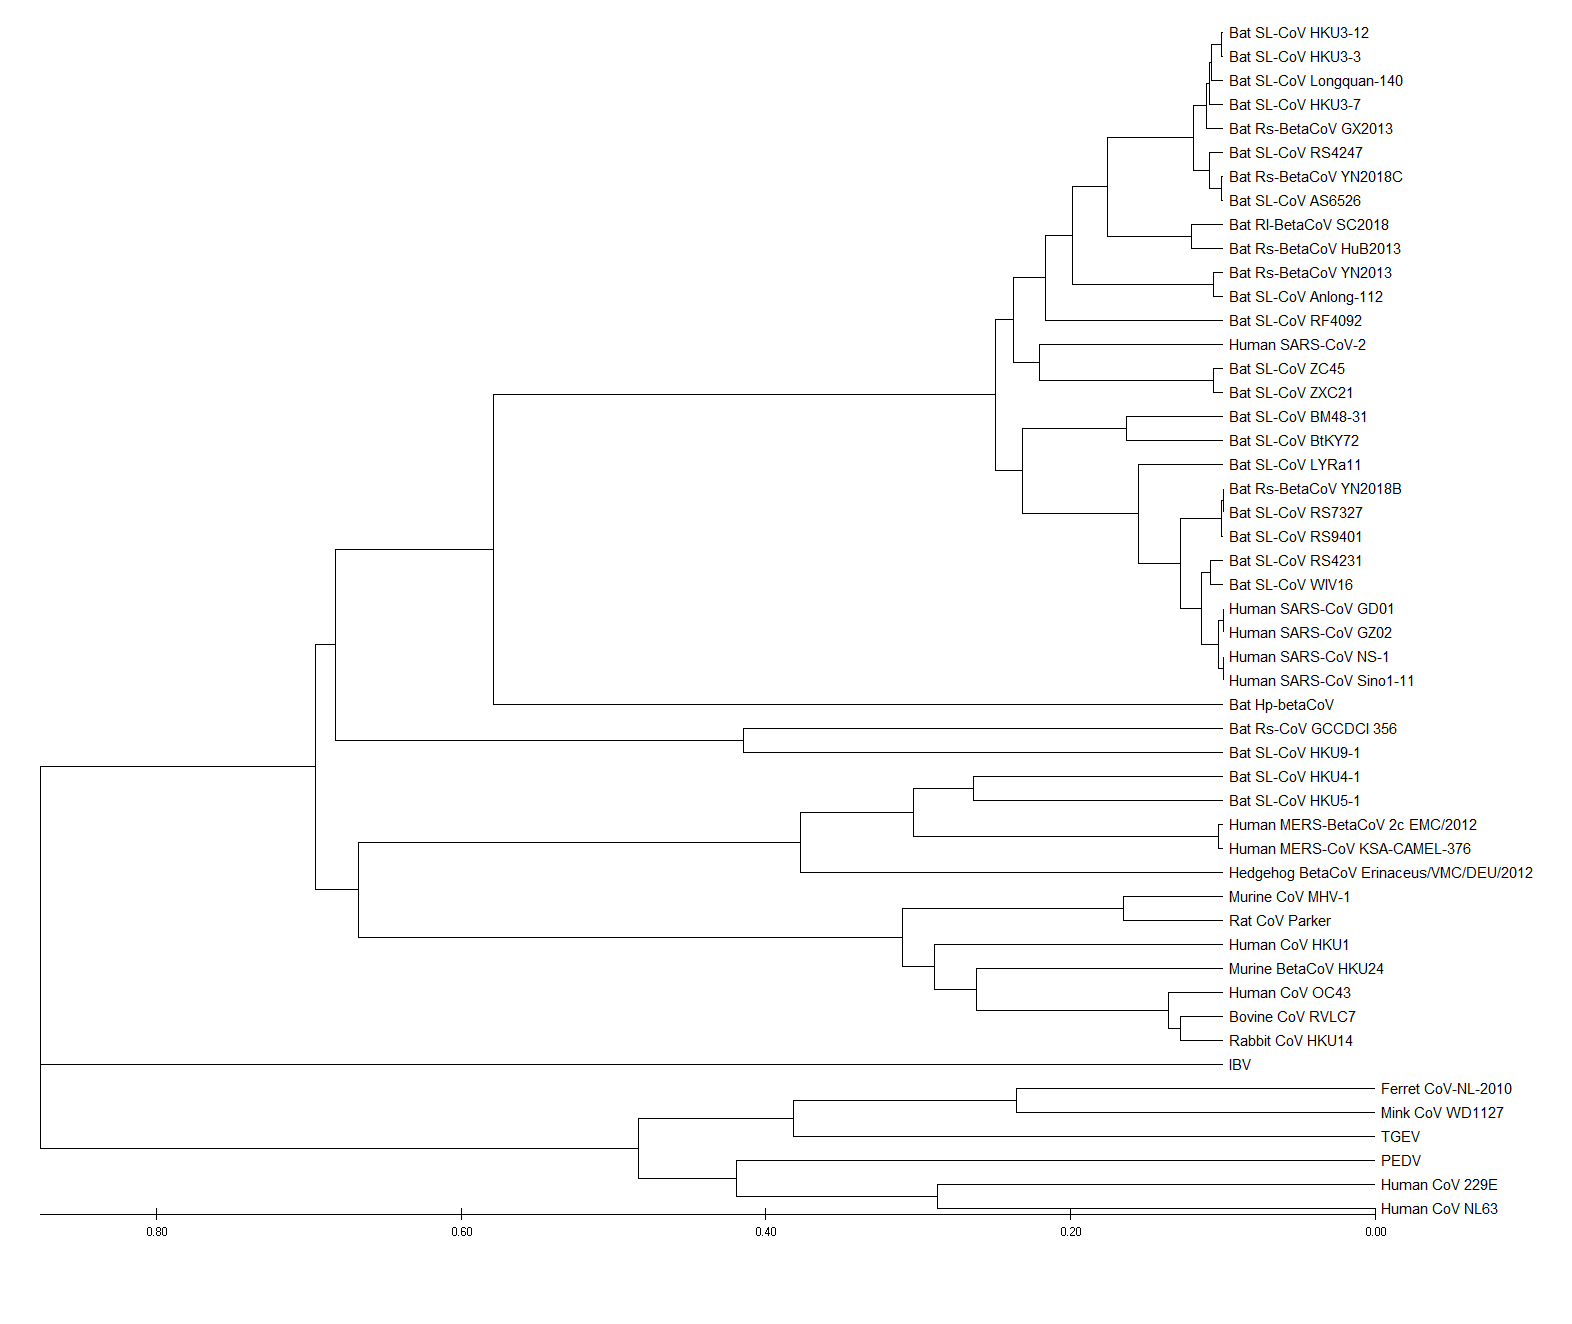 Bat SL-CoV HKU3-12
Bat SL-CoV HKU3-3
Bat SL-CoV Longquan-140
Bat SL-CoV HKU3-7
Bat Rs-BetaCoV GX2013
Bat SL-CoV RS4247
Bat Rs-BetaCoV YN2018C
Bat SL-CoV AS6526
Bat Rl-BetaCoV SC2018
Bat Rs-BetaCoV HuB2013
Bat Rs-BetaCoV YN2013
Bat SL-CoV Anlong-112
Bat SL-CoV RF4092
Human SARS-CoV-2
Bat SL-CoV ZC45
Bat SL-CoV ZXC21
Bat SL-CoV BM48-31
Bat SL-CoV BtKY72
Bat SL-CoV LYRa11
Bat Rs-BetaCoV YN2018B
Bat SL-CoV RS7327
Bat SL-CoV RS9401
Bat SL-CoV RS4231
Bat SL-CoV WIV16
Human SARS-CoV GD01
Human SARS-CoV GZ02
Human SARS-CoV NS-1
Human SARS-CoV Sino1-11
Bat Hp-betaCoV
Bat Rs-CoV GCCDCI 356
Bat SL-CoV HKU9-1
Bat SL-CoV HKU4-1
Bat SL-CoV HKU5-1
Human MERS-BetaCoV 2c EMC/2012
Human MERS-CoV KSA-CAMEL-376
Hedgehog BetaCoV Erinaceus/VMC/DEU/2012
Murine CoV MHV-1
Rat CoV Parker
Human CoV HKU1
Murine BetaCoV HKU24
Human CoV OC43
Bovine CoV RVLC7
Rabbit CoV HKU14
IBV
Ferret CoV-NL-2010
Mink CoV WD1127
TGEV
PEDV
Human CoV 229E
Human CoV NL63
0.80 0.60 0.40 0.20 0.00